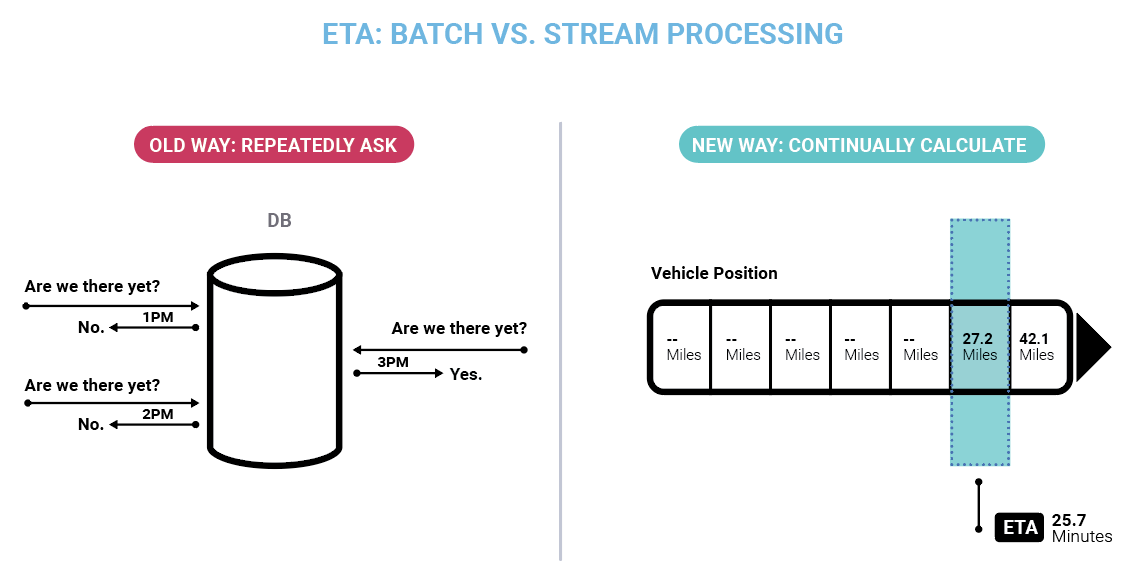 ETA: BATCH VS. STREAM PROCESSING
OLD WAY: REPEATEDLY ASK
DB
Are we there yet?
1PM
No.
Are we there yet?
2PM
No.
Are we there yet?
3PM
Yes.
NEW WAY: CONTINUALLY CALCULATE
Vehicle Position
-- -- -- -- -- 27.2 42.1
Miles Miles Miles Miles Miles Miles Miles
ETA
25.7
Minutes